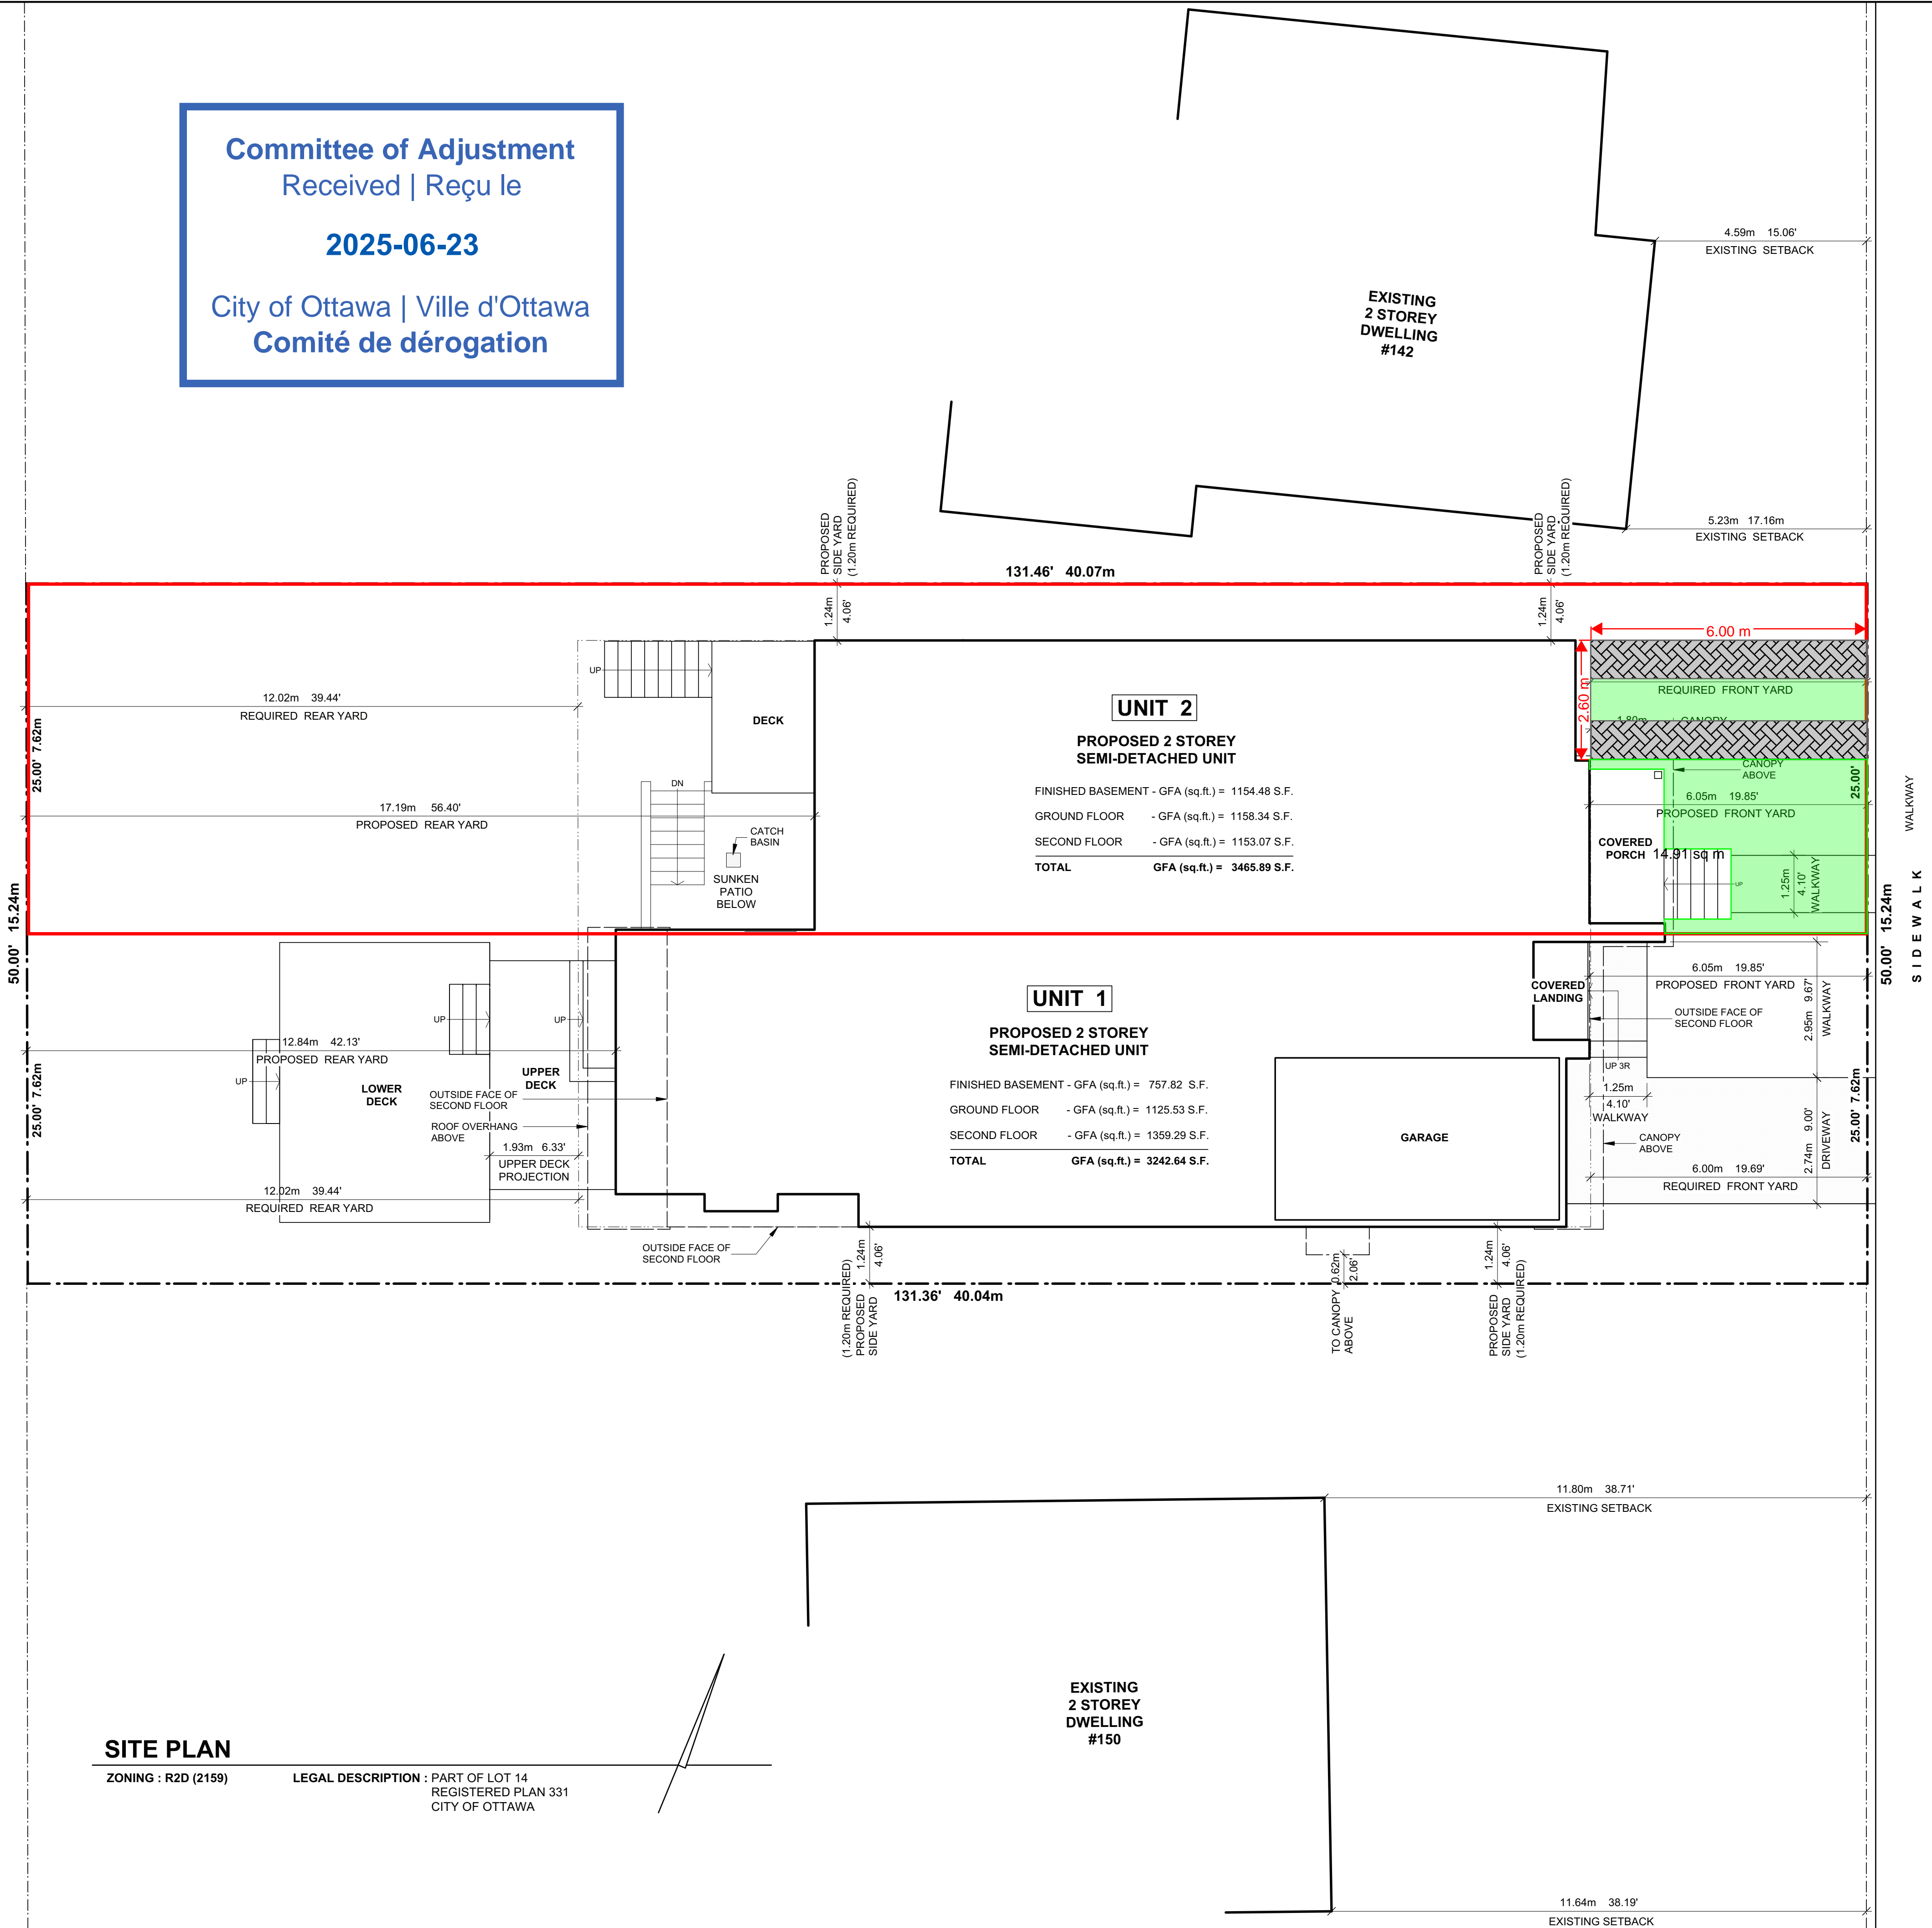 Committee of Adjustment
Received | Reçu le
2025-06-23
City of Ottawa | Ville d'Ottawa
Comité de dérogation
EXISTING
2 STOREY
DWELLING
#142
4.59m 15.06'
EXISTING SETBACK
5.23m 17.16m
EXISTING SETBACK
PROPOSED
SIDE YARD
(1.20m REQUIRED)
1.24m
4.06'
131.46' 40.07m
PROPOSED
SIDE YARD
(1.20m REQUIRED)
1.24m
4.06'
6.00 m
2.60 m
REQUIRED FRONT YARD
1.80m CANOPY
CANOPY
ABOVE
6.05m 19.85'
PROPOSED FRONT YARD
25.00'
COVERED
PORCH
14.91 sq m
UP
1.25m
4.10'
WALKWAY
WALKWAY
SIDEWALK
50.00' 15.24m
12.02m 39.44'
REQUIRED REAR YARD
25.00' 7.62m
17.19m 56.40'
PROPOSED REAR YARD
50.00' 15.24m
UP
DECK
DN
CATCH
BASIN
SUNKEN
PATIO
BELOW
UNIT 2
PROPOSED 2 STOREY
SEMI-DETACHED UNIT
FINISHED BASEMENT - GFA (sq.ft.) = 1154.48 S.F.
GROUND FLOOR - GFA (sq.ft.) = 1158.34 S.F.
SECOND FLOOR - GFA (sq.ft.) = 1153.07 S.F.
TOTAL GFA (sq.ft.) = 3465.89 S.F.
UNIT 1
PROPOSED 2 STOREY
SEMI-DETACHED UNIT
FINISHED BASEMENT - GFA (sq.ft.) = 757.82 S.F.
GROUND FLOOR - GFA (sq.ft.) = 1125.53 S.F.
SECOND FLOOR - GFA (sq.ft.) = 1359.29 S.F.
TOTAL GFA (sq.ft.) = 3242.64 S.F.
GARAGE
COVERED
LANDING
6.05m 19.85'
PROPOSED FRONT YARD
OUTSIDE FACE OF
SECOND FLOOR
2.95m 9.67'
WALKWAY
UP 3R
1.25m
4.10'
WALKWAY
CANOPY
ABOVE
2.74m 9.00'
DRIVEWAY
25.00' 7.62m
6.00m 19.69'
REQUIRED FRONT YARD
12.84m 42.13'
PROPOSED REAR YARD
UP
UP
UP
LOWER
DECK
UPPER
DECK
OUTSIDE FACE OF
SECOND FLOOR
ROOF OVERHANG
ABOVE
1.93m 6.33'
UPPER DECK
PROJECTION
25.00' 7.62m
12.02m 39.44'
REQUIRED REAR YARD
OUTSIDE FACE OF
SECOND FLOOR
(1.20m REQUIRED)
PROPOSED
SIDE YARD
1.24m
4.06'
131.36' 40.04m
TO CANOPY
ABOVE
0.62m
2.06'
PROPOSED
SIDE YARD
(1.20m REQUIRED)
1.24m
4.06'
11.80m 38.71'
EXISTING SETBACK
EXISTING
2 STOREY
DWELLING
#150
11.64m 38.19'
EXISTING SETBACK
SITE PLAN
ZONING : R2D (2159)
LEGAL DESCRIPTION : PART OF LOT 14
REGISTERED PLAN 331
CITY OF OTTAWA